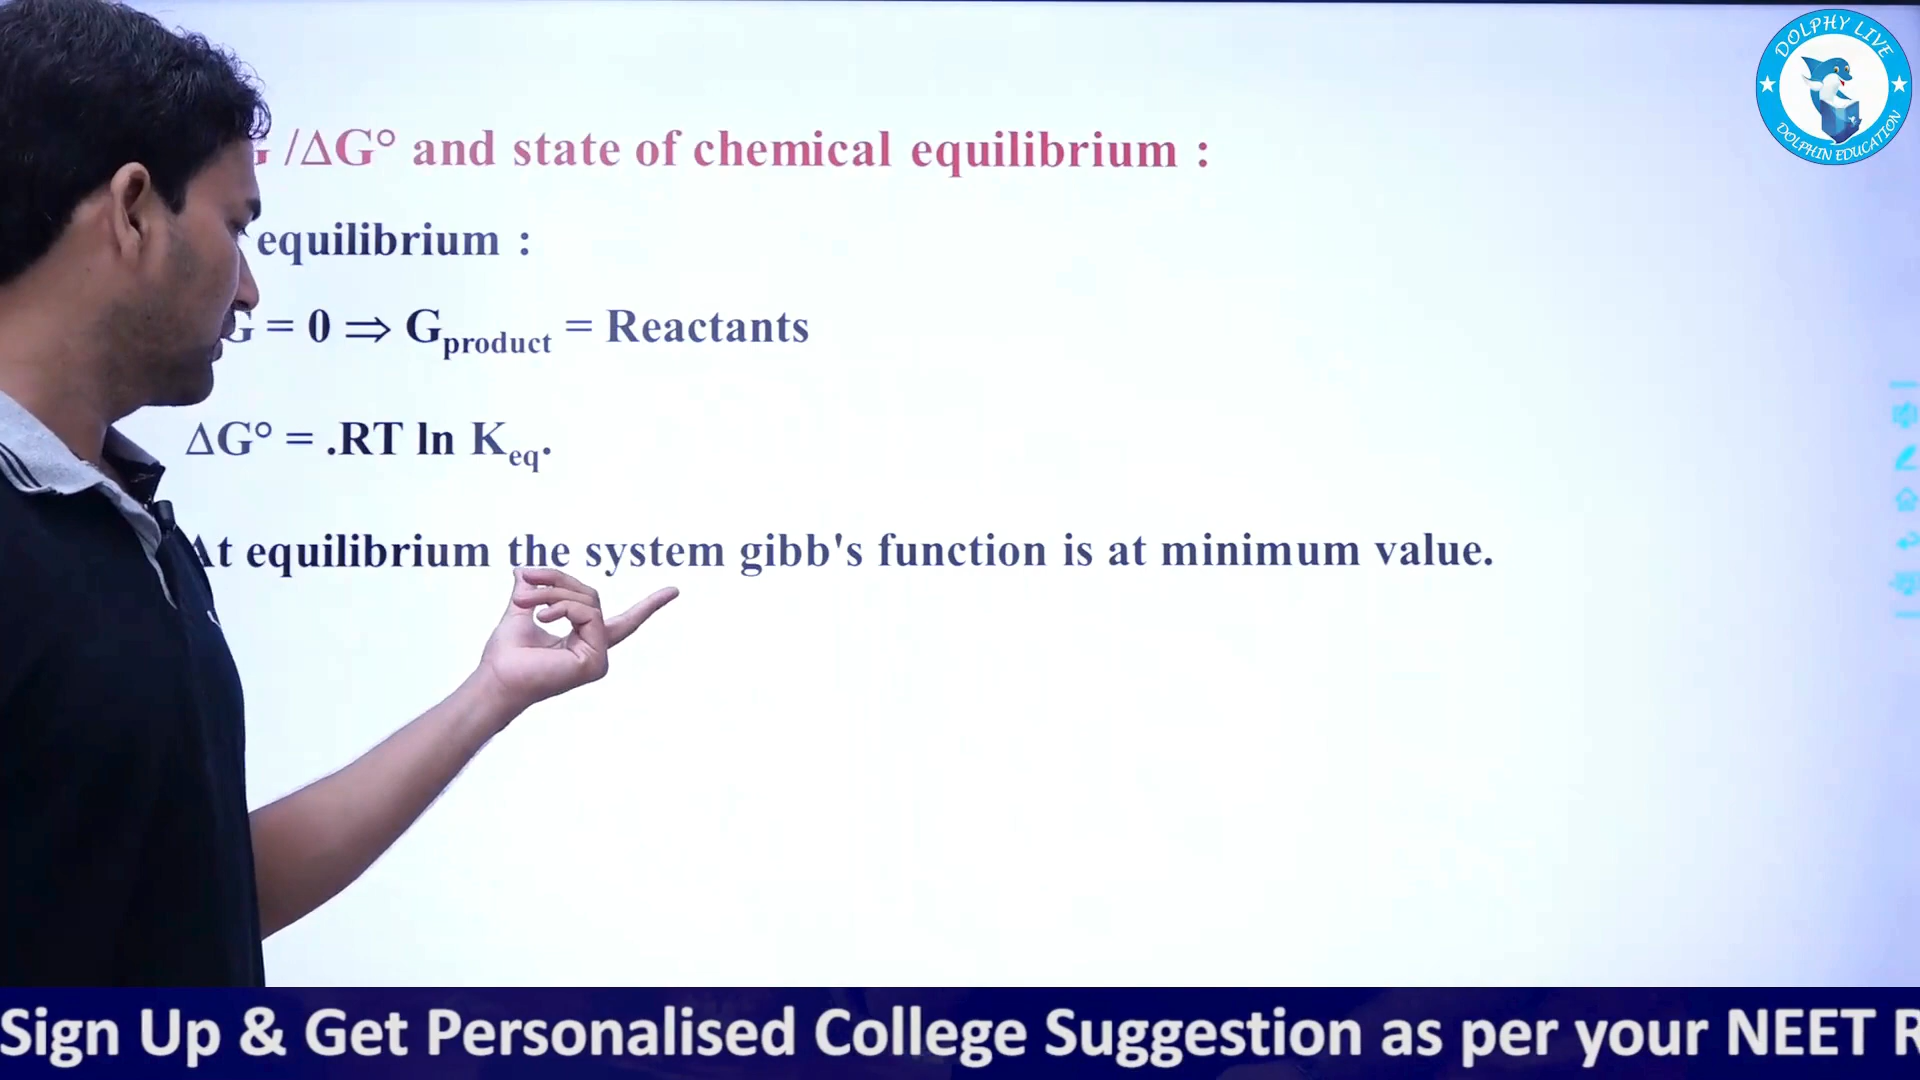 /ΔG° and state of chemical equilibrium :
equilibrium :
G = 0 ⇒ Gproduct = Reactants
ΔG° = .RT ln Keq.
At equilibrium the system gibb's function is at minimum value.
DOLPHY LIVE
DOLPHIN EDUCATION
Sign Up & Get Personalised College Suggestion as per your NEET R